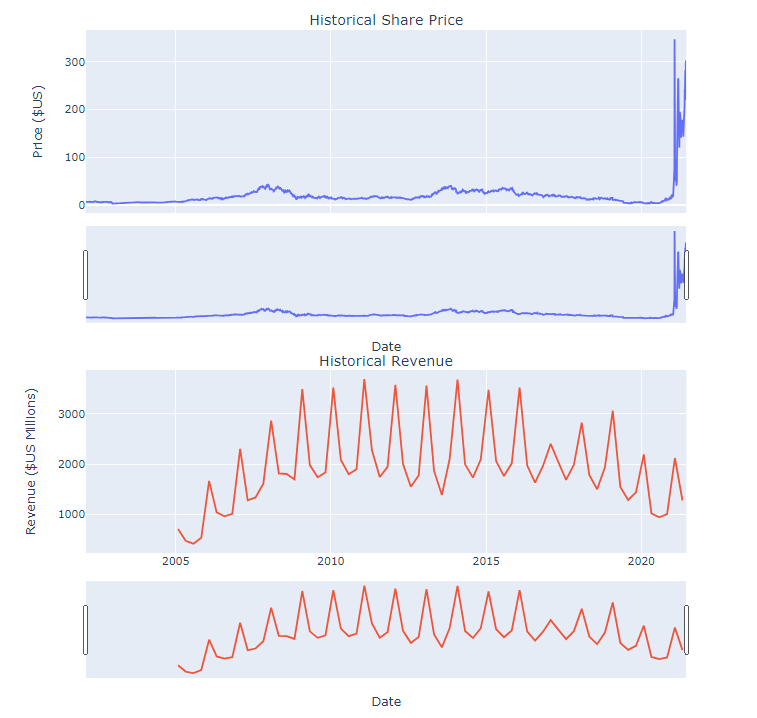 Historical Share Price
Price ($US)
300
200
100
0
Date
Historical Revenue
Revenue ($US Millions)
3000
2000
1000
2005
2010
2015
2020
Date